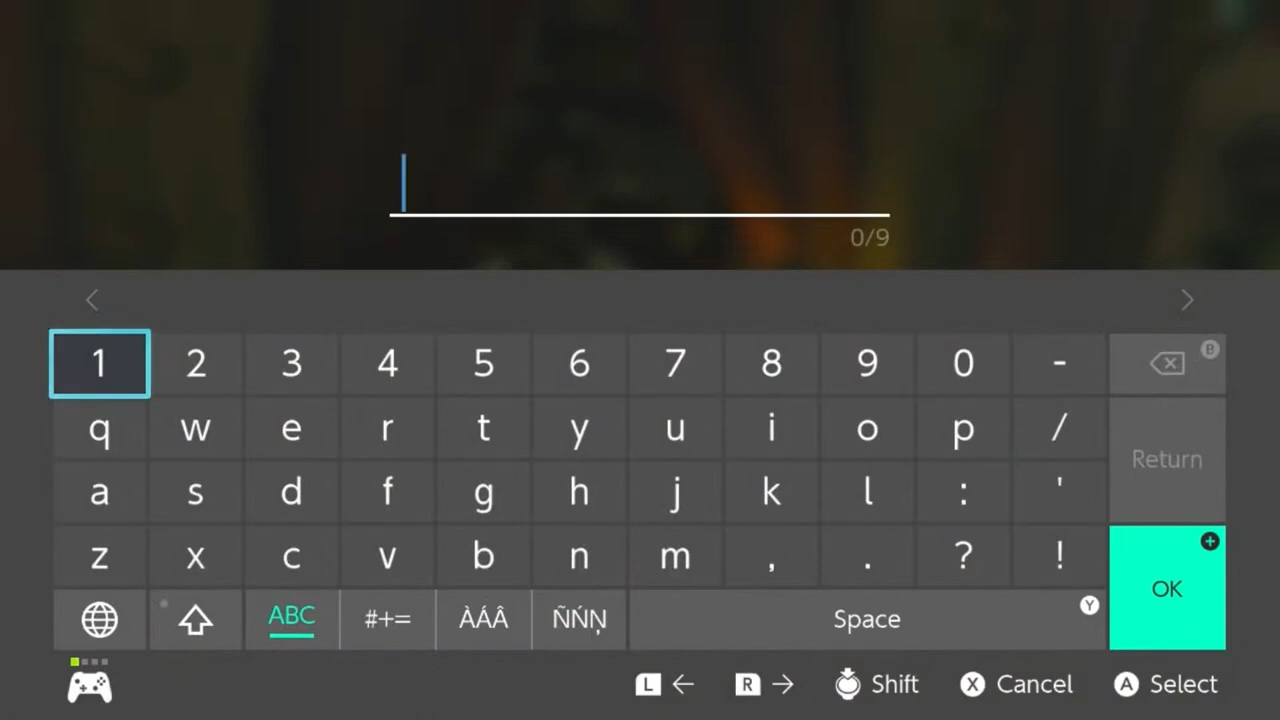 0/9
1 2 3 4 5 6 7 8 9 0 - B
q w e r t y u i o p /
Return
a s d f g h j k l : '
z x c v b n m , . ? ! +
OK
ABC #+= ÀÁÂ ÑŃŅ Space Y
L ← R → Shift X Cancel A Select